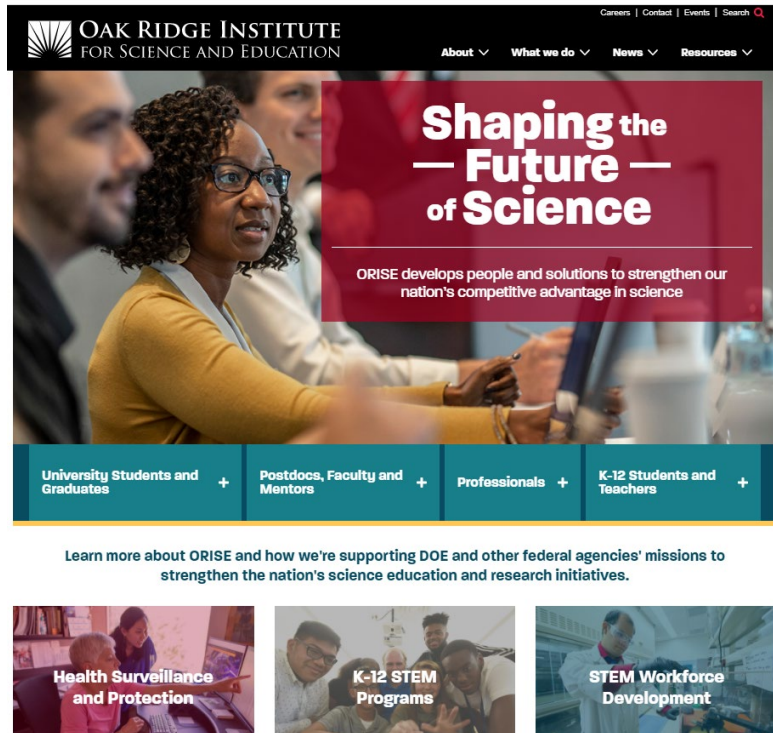 Careers | Contact | Events | Search
OAK RIDGE INSTITUTE
FOR SCIENCE AND EDUCATION
About What we do News Resources
Shaping the
— Future —
of Science
ORISE develops people and solutions to strengthen our
nation's competitive advantage in science
University Students and
Graduates +
Postdocs, Faculty and
Mentors +
Professionals +
K-12 Students and
Teachers +
Learn more about ORISE and how we're supporting DOE and other federal agencies' missions to
strengthen the nation's science education and research initiatives.
Health Surveillance
and Protection
K-12 STEM
Programs
STEM Workforce
Development